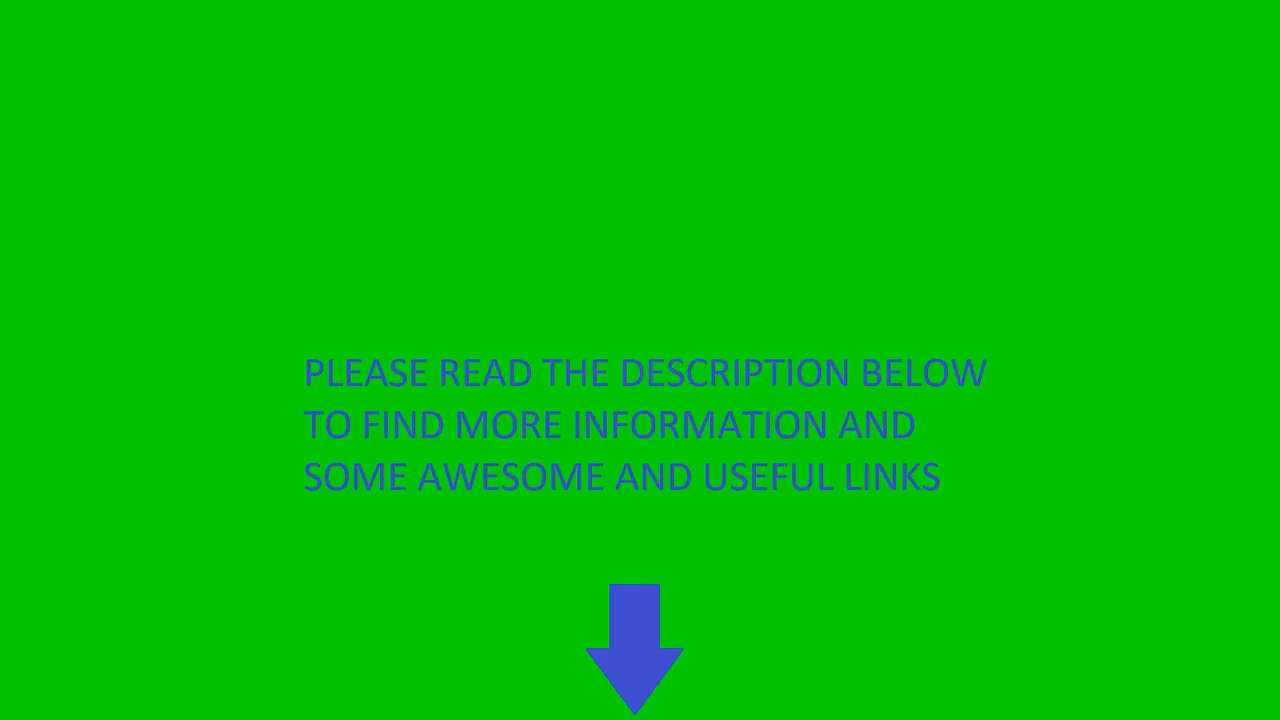 PLEASE READ THE DESCRIPTION BELOW
TO FIND MORE INFORMATION AND
SOME AWESOME AND USEFUL LINKS